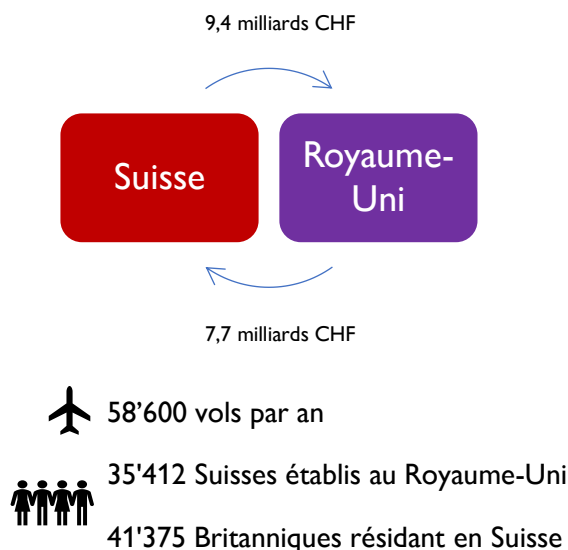 9,4 milliards CHF
Suisse
Royaume-
Uni
7,7 milliards CHF
58’600 vols par an
35'412 Suisses établis au Royaume-Uni
41'375 Britanniques résidant en Suisse